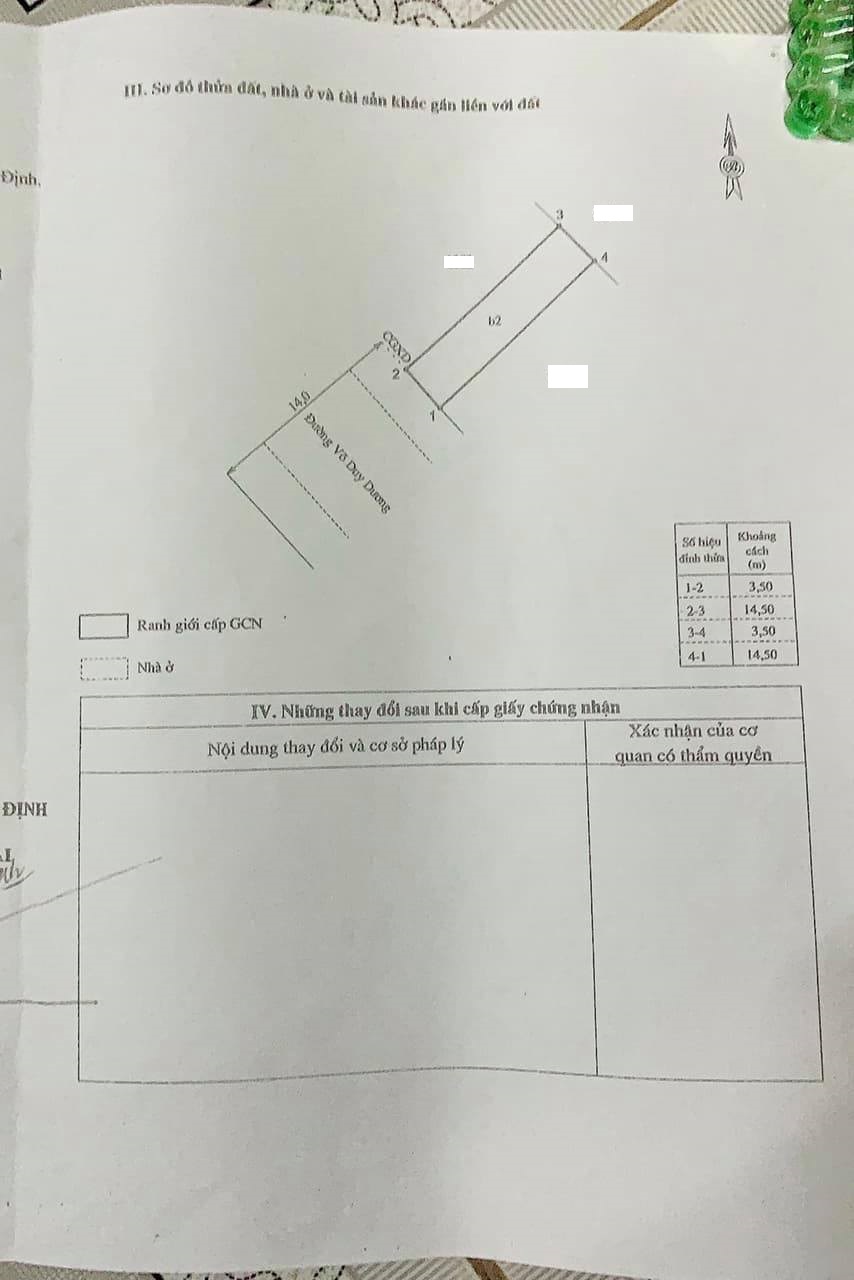 III. Sơ đồ thửa đất, nhà ở và tài sản khác gắn liền với đất
Định,
3
4
b2
CGXD
2
1
14,0
Đường Võ Duy Dương
Số hiệu đỉnh thửa
Khoảng cách (m)
1-2 3,50
2-3 14,50
3-4 3,50
4-1 14,50
Ranh giới cấp GCN
Nhà ở
IV. Những thay đổi sau khi cấp giấy chứng nhận
Nội dung thay đổi và cơ sở pháp lý
Xác nhận của cơ
quan có thẩm quyền
ĐỊNH